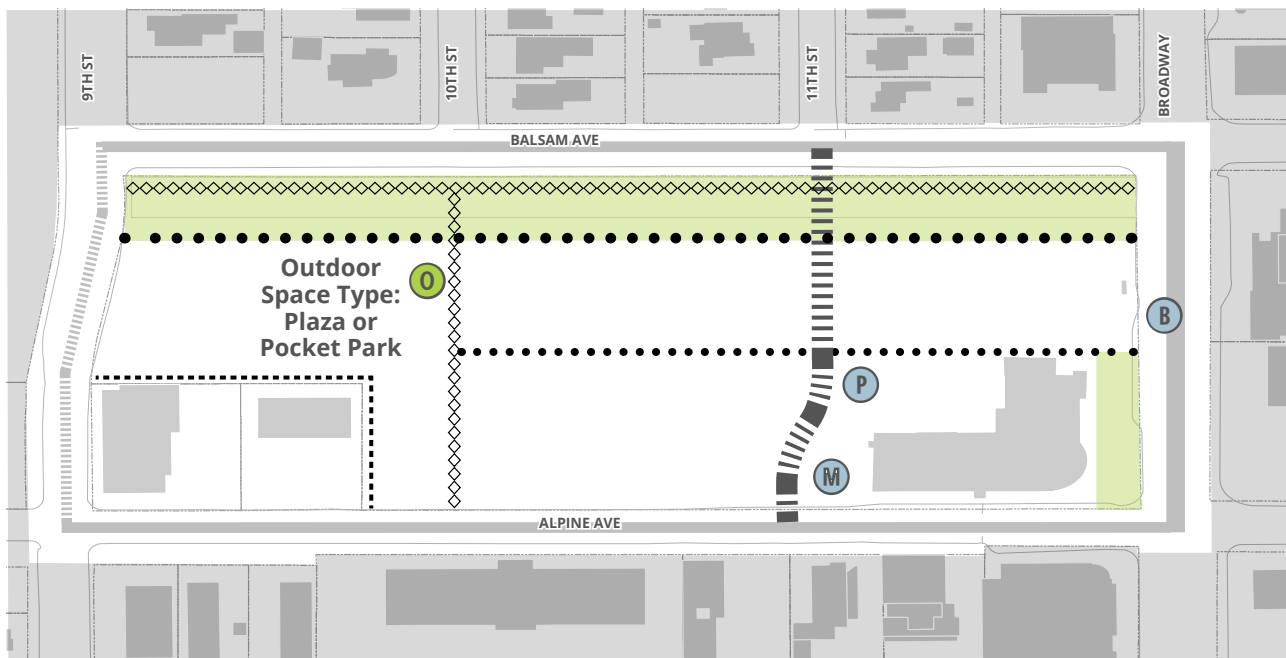 9TH ST
10TH ST
11TH ST
BROADWAY
BALSAM AVE
Outdoor
Space Type:
Plaza or
Pocket Park
O
B
P
M
ALPINE AVE